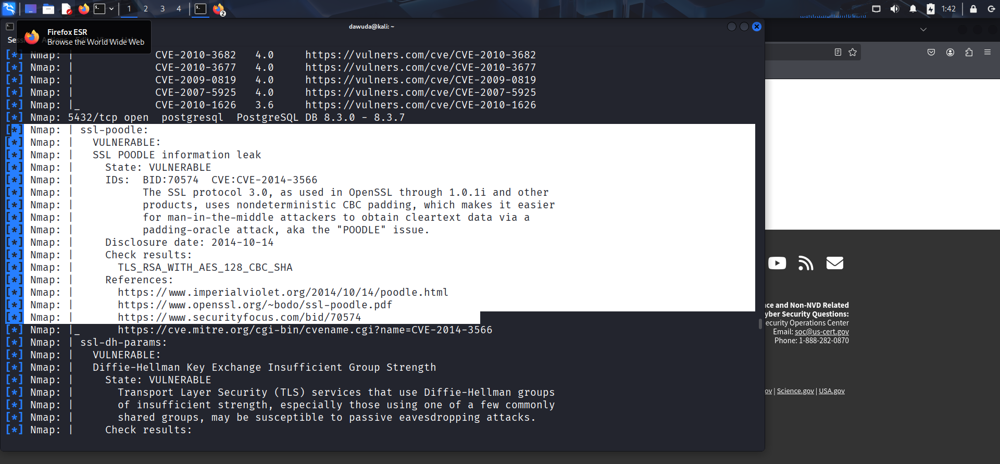 1 2 3 4
2
1:42
dawuda@kali: ~
Firefox ESR
Browse the World Wide Web
[*] Nmap: |             CVE-2010-3682   4.0     https://vulners.com/cve/CVE-2010-3682
[*] Nmap: |             CVE-2010-3677   4.0     https://vulners.com/cve/CVE-2010-3677
[*] Nmap: |             CVE-2009-0819   4.0     https://vulners.com/cve/CVE-2009-0819
[*] Nmap: |             CVE-2007-5925   4.0     https://vulners.com/cve/CVE-2007-5925
[*] Nmap: |_            CVE-2010-1626   3.6     https://vulners.com/cve/CVE-2010-1626
[*] Nmap: 5432/tcp open  postgresql  PostgreSQL DB 8.3.0 - 8.3.7
[*] Nmap: | ssl-poodle:
[*] Nmap: |   VULNERABLE:
[*] Nmap: |   SSL POODLE information leak
[*] Nmap: |     State: VULNERABLE
[*] Nmap: |     IDs:  BID:70574  CVE:CVE-2014-3566
[*] Nmap: |           The SSL protocol 3.0, as used in OpenSSL through 1.0.1i and other
[*] Nmap: |           products, uses nondeterministic CBC padding, which makes it easier
[*] Nmap: |           for man-in-the-middle attackers to obtain cleartext data via a
[*] Nmap: |           padding-oracle attack, aka the "POODLE" issue.
[*] Nmap: |     Disclosure date: 2014-10-14
[*] Nmap: |     Check results:
[*] Nmap: |       TLS_RSA_WITH_AES_128_CBC_SHA
[*] Nmap: |     References:
[*] Nmap: |       https://www.imperialviolet.org/2014/10/14/poodle.html
[*] Nmap: |       https://www.openssl.org/~bodo/ssl-poodle.pdf
[*] Nmap: |       https://www.securityfocus.com/bid/70574
[*] Nmap: |_      https://cve.mitre.org/cgi-bin/cvename.cgi?name=CVE-2014-3566
[*] Nmap: | ssl-dh-params:
[*] Nmap: |   VULNERABLE:
[*] Nmap: |   Diffie-Hellman Key Exchange Insufficient Group Strength
[*] Nmap: |     State: VULNERABLE
[*] Nmap: |       Transport Layer Security (TLS) services that use Diffie-Hellman groups
[*] Nmap: |       of insufficient strength, especially those using one of a few commonly
[*] Nmap: |       shared groups, may be susceptible to passive eavesdropping attacks.
[*] Nmap: |     Check results:
and Non-NVD Related
Security Questions:
Operations Center
Email: soc@us-cert.gov
Phone: 1-888-282-0870
| Science.gov | USA.gov